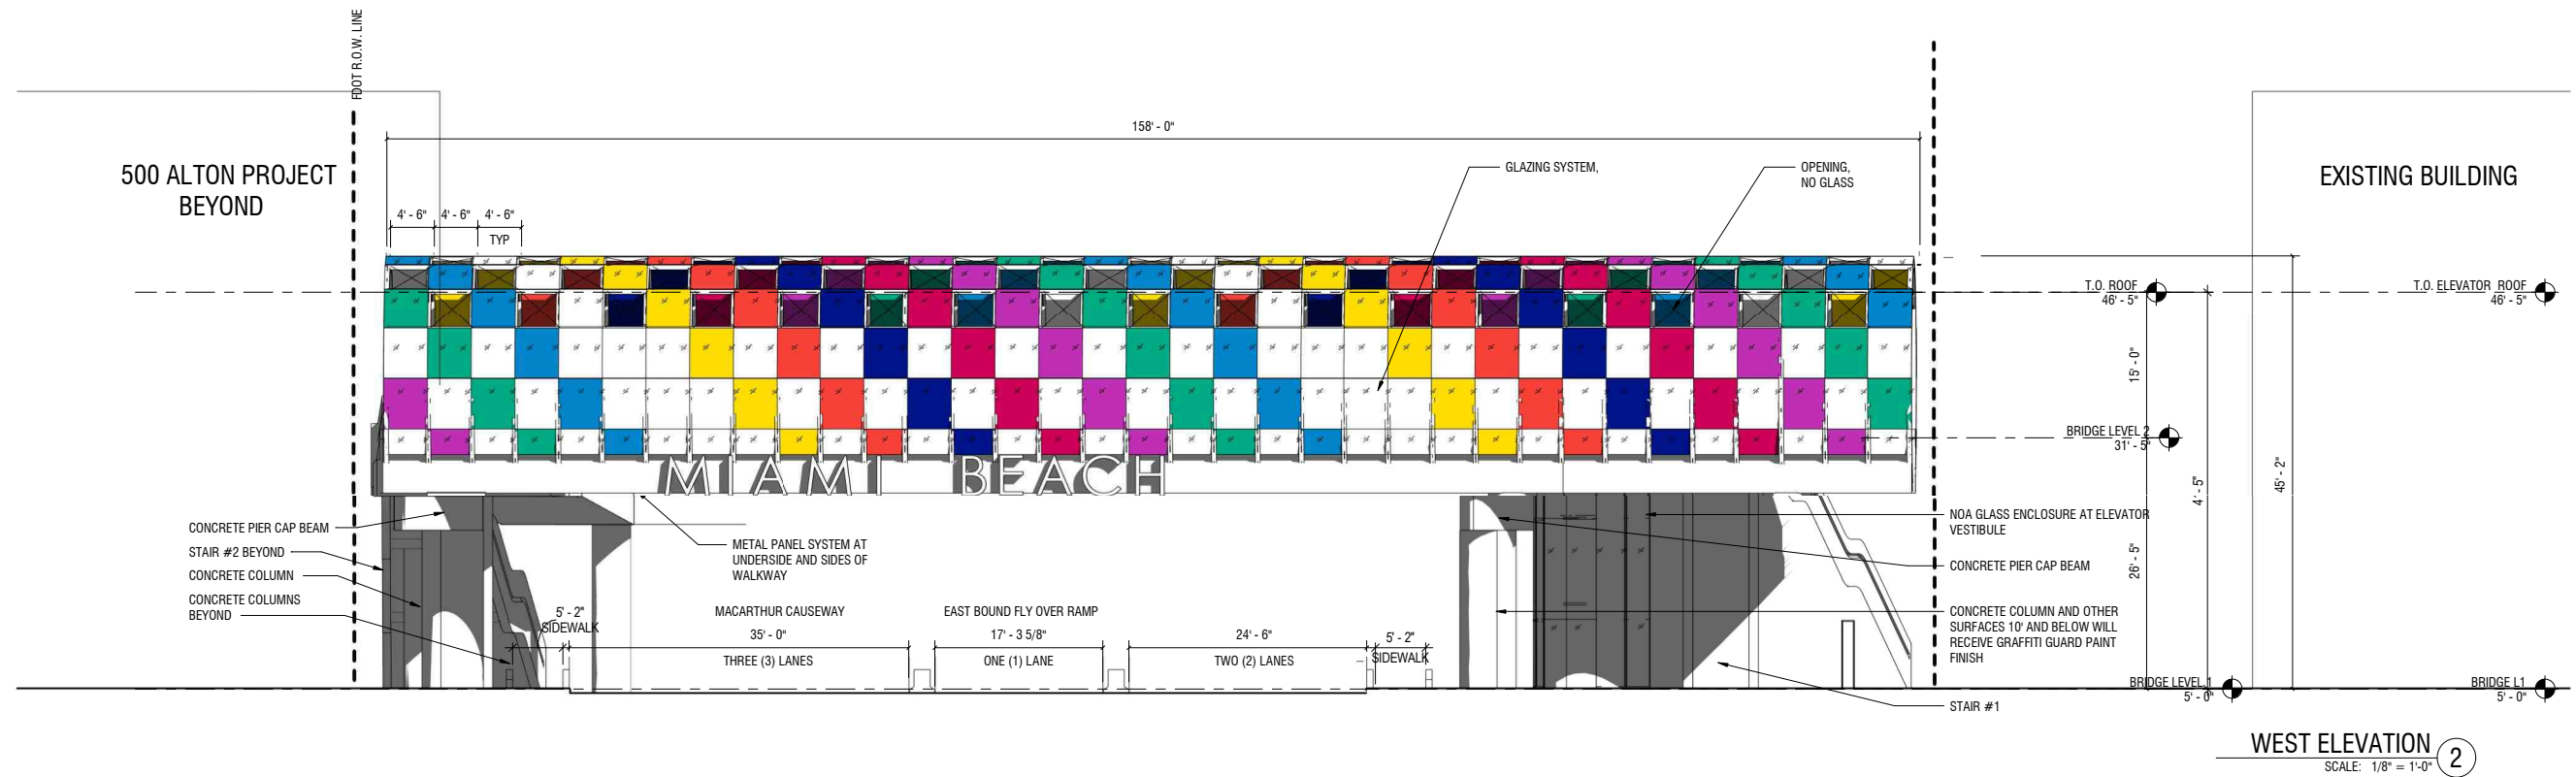 FDOT R.O.W. LINE
158' - 0"
500 ALTON PROJECT
BEYOND
GLAZING SYSTEM,
OPENING,
NO GLASS
EXISTING BUILDING
4' - 6"
4' - 6"
4' - 6"
TYP
T.O. ROOF
46' - 5"
T.O. ELEVATOR ROOF
46' - 5"
15' - 0"
BRIDGE LEVEL 2
31' - 5"
45' - 2"
4' - 5"
26' - 5"
MIAMI BEACH
CONCRETE PIER CAP BEAM
STAIR #2 BEYOND
CONCRETE COLUMN
CONCRETE COLUMNS
BEYOND
METAL PANEL SYSTEM AT
UNDERSIDE AND SIDES OF
WALKWAY
5' - 2"
SIDEWALK
MACARTHUR CAUSEWAY
35' - 0"
THREE (3) LANES
EAST BOUND FLY OVER RAMP
17' - 3 5/8"
ONE (1) LANE
24' - 6"
TWO (2) LANES
5' - 2"
SIDEWALK
NOA GLASS ENCLOSURE AT ELEVATOR
VESTIBULE
CONCRETE PIER CAP BEAM
CONCRETE COLUMN AND OTHER
SURFACES 10' AND BELOW WILL
RECEIVE GRAFFITI GUARD PAINT
FINISH
STAIR #1
BRIDGE LEVEL 1
5' - 0"
BRIDGE L1
5' - 0"
WEST ELEVATION
2
SCALE: 1/8" = 1'-0"